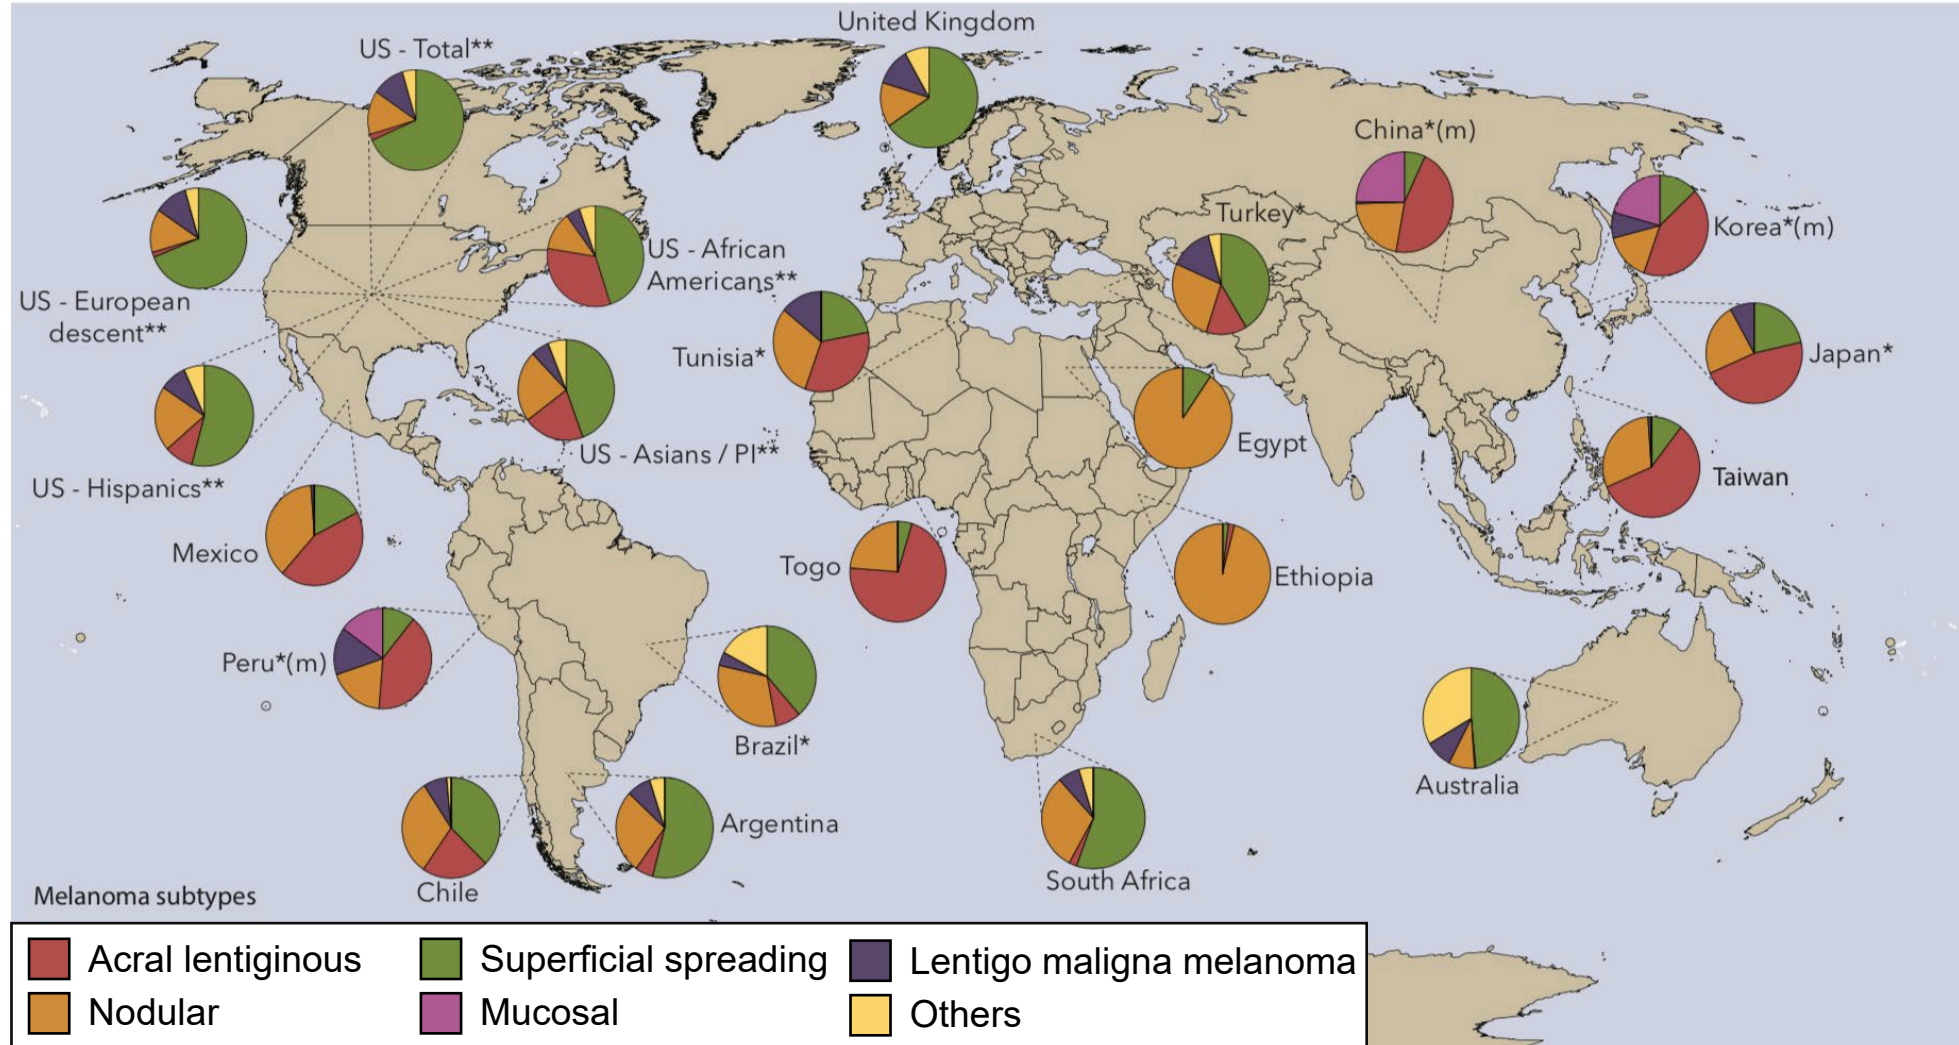 United Kingdom
US - Total**
China*(m)
Turkey*
Korea*(m)
US - African
Americans**
US - European
descent**
Tunisia*
Japan*
Egypt
US - Asians / PI**
Taiwan
US - Hispanics**
Mexico
Togo
Ethiopia
Peru*(m)
Brazil*
Australia
Argentina
South Africa
Chile
Melanoma subtypes
Acral lentiginous
Superficial spreading
Lentigo maligna melanoma
Nodular
Mucosal
Others